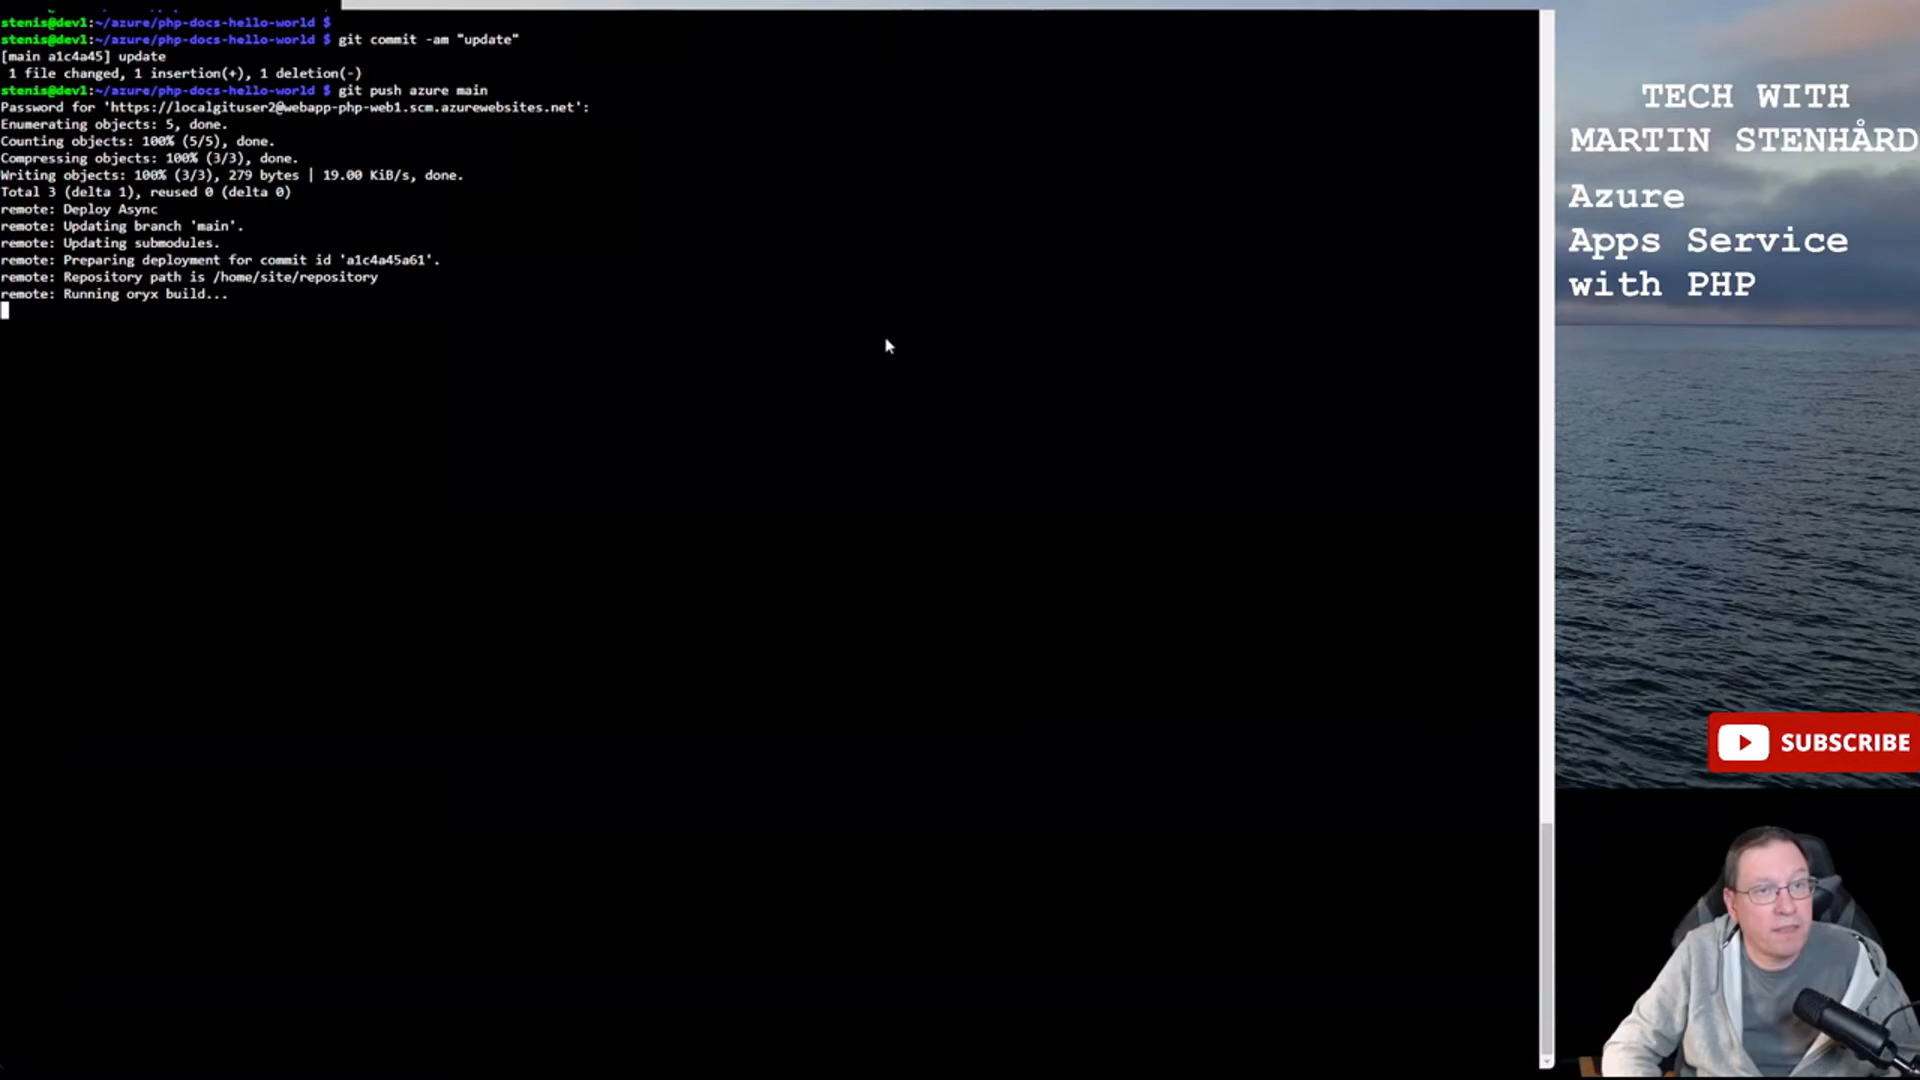 stenis@dev1:~/azure/php-docs-hello-world $
stenis@dev1:~/azure/php-docs-hello-world $ git commit -am "update"
[main a1c4a45] update
1 file changed, 1 insertion(+), 1 deletion(-)
stenis@dev1:~/azure/php-docs-hello-world $ git push azure main
Password for 'https://localgituser2@webapp-php-web1.scm.azurewebsites.net':
Enumerating objects: 5, done.
Counting objects: 100% (5/5), done.
Compressing objects: 100% (3/3), done.
Writing objects: 100% (3/3), 279 bytes | 19.00 KiB/s, done.
Total 3 (delta 1), reused 0 (delta 0)
remote: Deploy Async
remote: Updating branch 'main'.
remote: Updating submodules.
remote: Preparing deployment for commit id 'a1c4a45a61'.
remote: Repository path is /home/site/repository
remote: Running oryx build...
TECH WITH
MARTIN STENHÅRD
Azure
Apps Service
with PHP
SUBSCRIBE